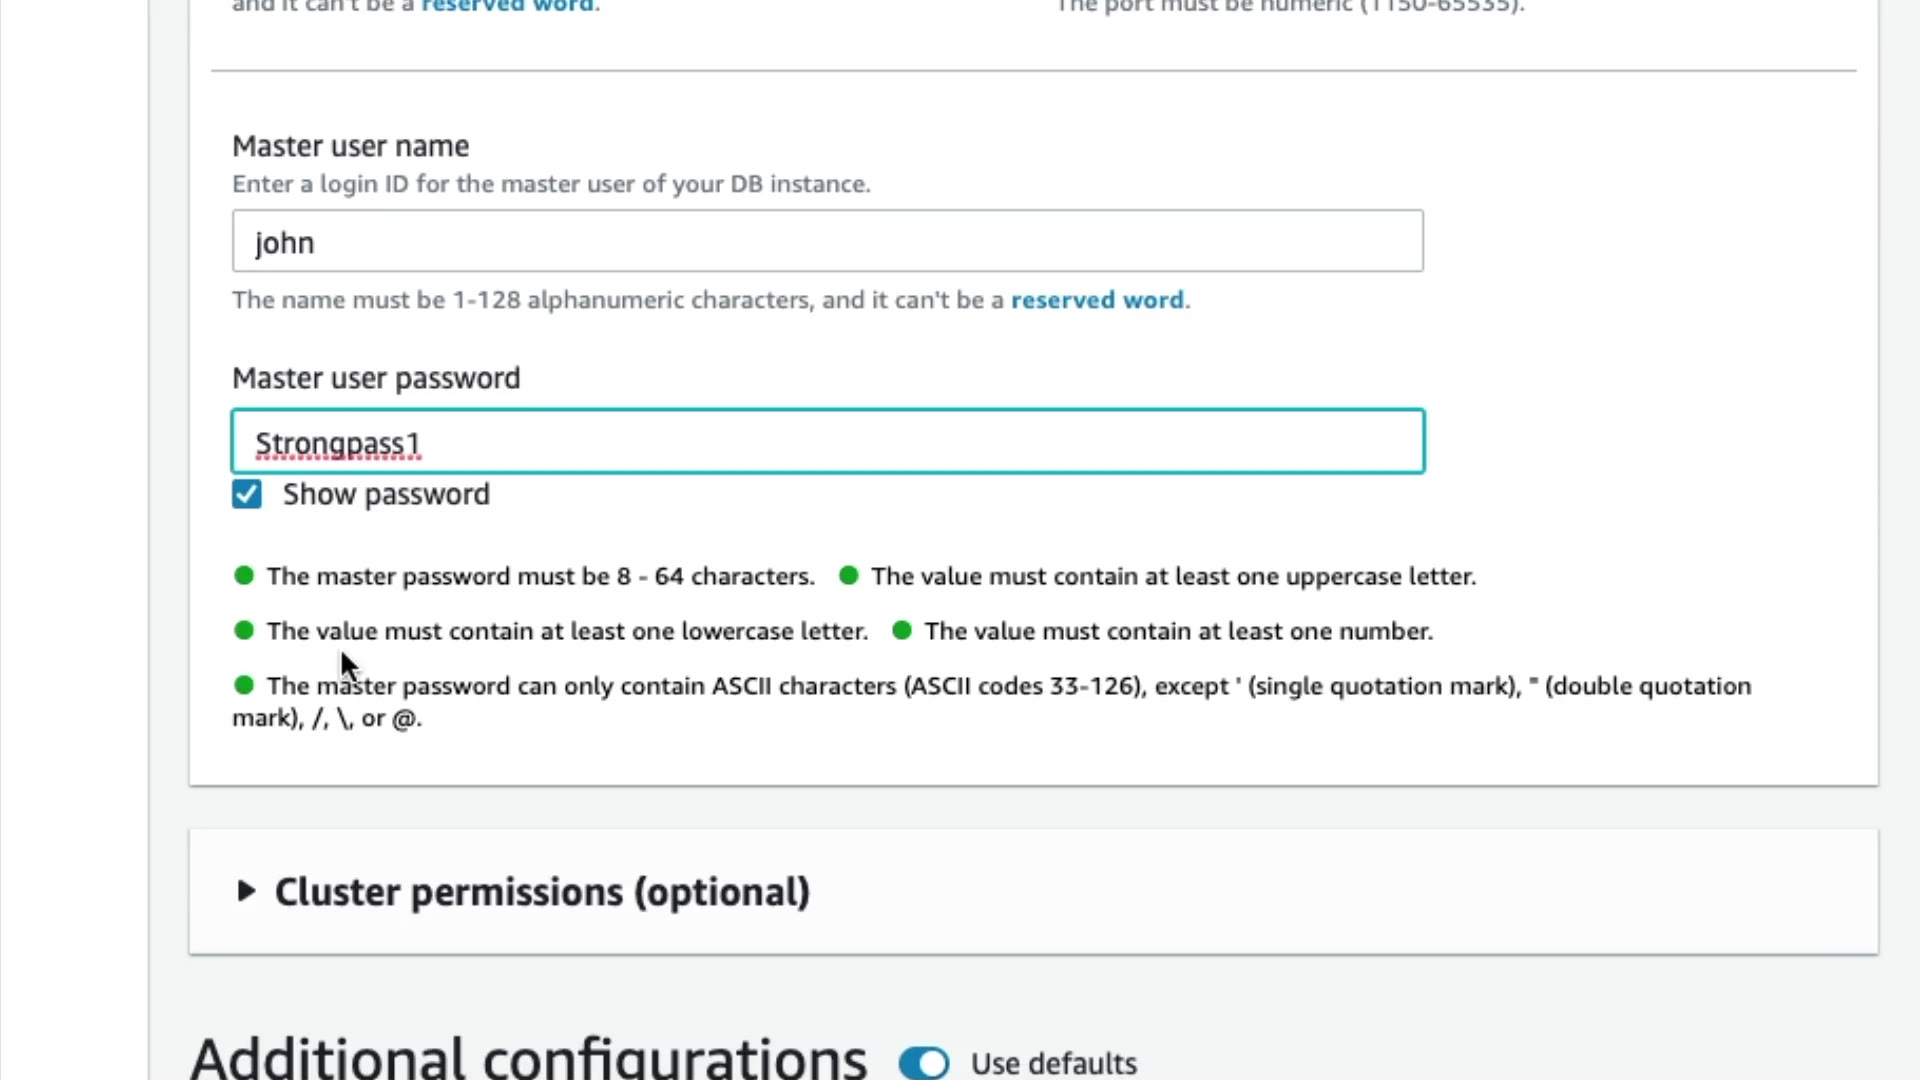 and it can't be a reserved word.
The port must be numeric (1150-65535).
Master user name
Enter a login ID for the master user of your DB instance.
john
The name must be 1-128 alphanumeric characters, and it can't be a reserved word.
Master user password
Strongpass1
Show password
The master password must be 8 - 64 characters. The value must contain at least one uppercase letter.
The value must contain at least one lowercase letter. The value must contain at least one number.
The master password can only contain ASCII characters (ASCII codes 33-126), except ' (single quotation mark), " (double quotation
mark), /, \, or @.
Cluster permissions (optional)
Additional configurations Use defaults